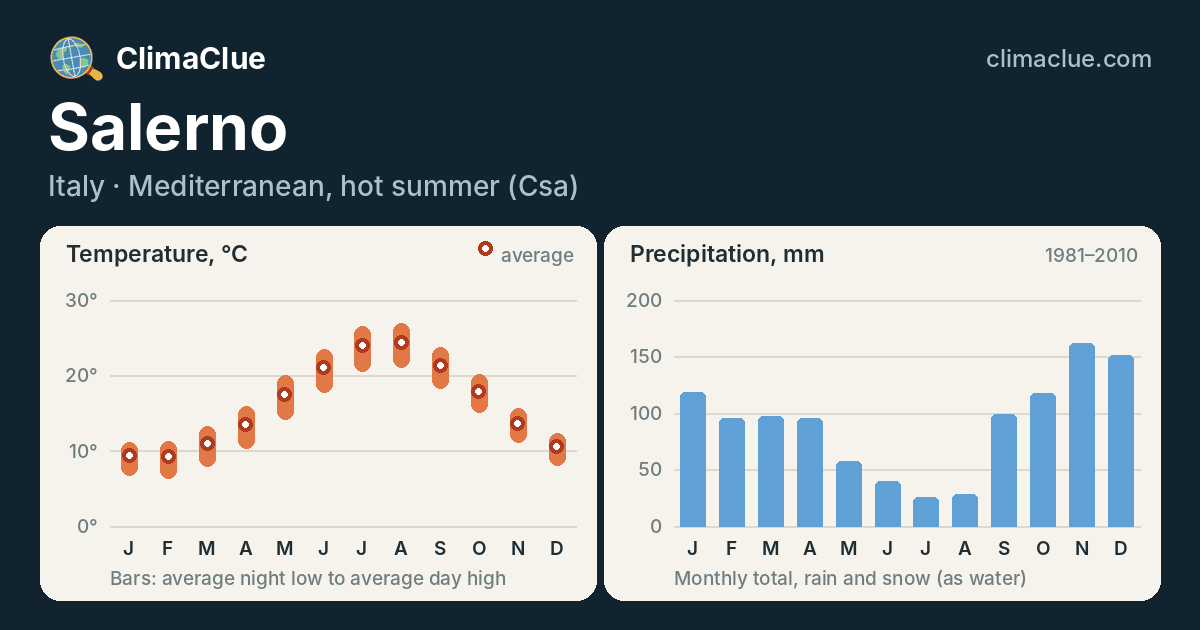 ClimaClue
climaclue.com
Salerno
Italy · Mediterranean, hot summer (Csa)
Temperature, °C
average
30°
20°
10°
0°
J F M A M J J A S O N D
Bars: average night low to average day high
Precipitation, mm
1981–2010
200
150
100
50
0
J F M A M J J A S O N D
Monthly total, rain and snow (as water)